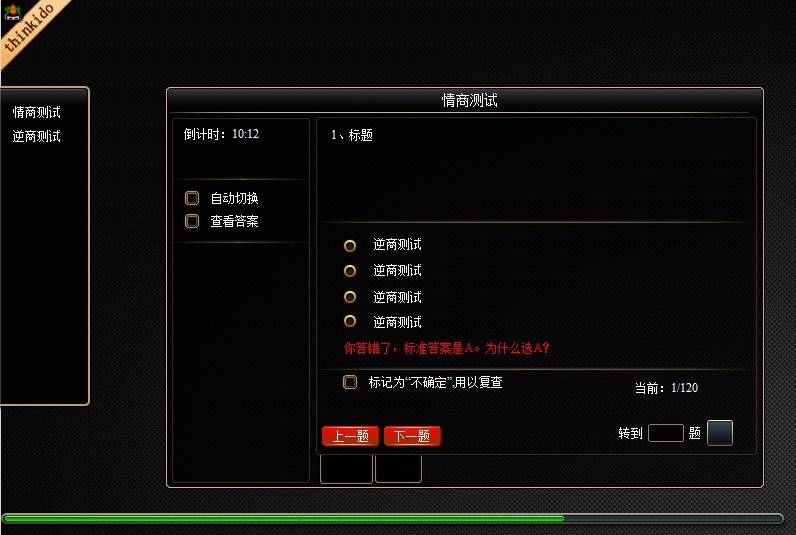 thinkido
情商测试
逆商测试
情商测试
倒计时：10:12
自动切换
查看答案
1、标题
逆商测试
逆商测试
逆商测试
逆商测试
你答错了，标准答案是A。为什么选A?
标记为“不确定”,用以复查
当前：1/120
上一题 下一题
转到 题